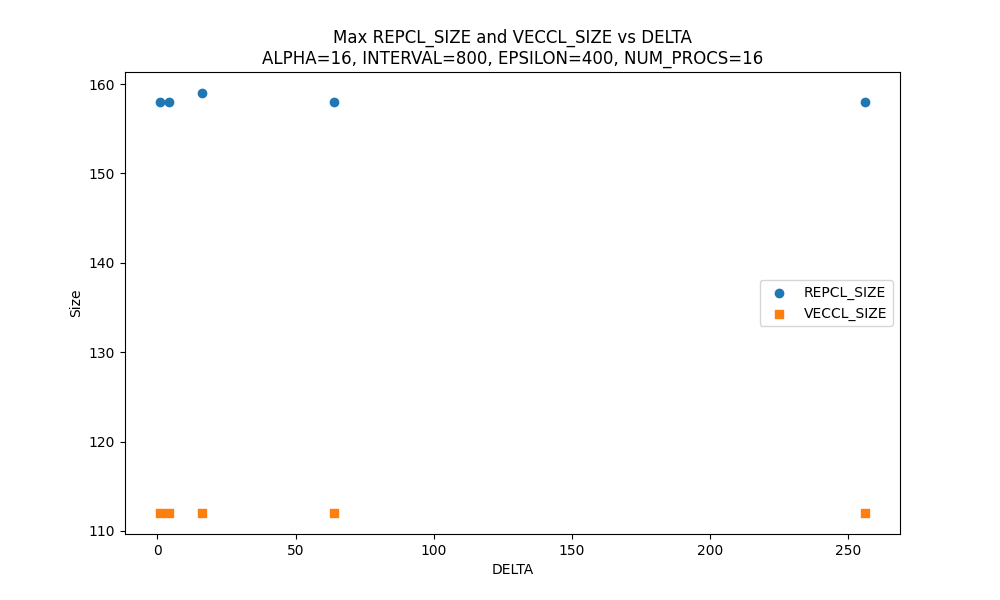 Max REPCL_SIZE and VECCL_SIZE vs DELTA
ALPHA=16, INTERVAL=800, EPSILON=400, NUM_PROCS=16
160
150
140
130
120
110
Size
REPCL_SIZE
VECCL_SIZE
0 50 100 150 200 250
DELTA